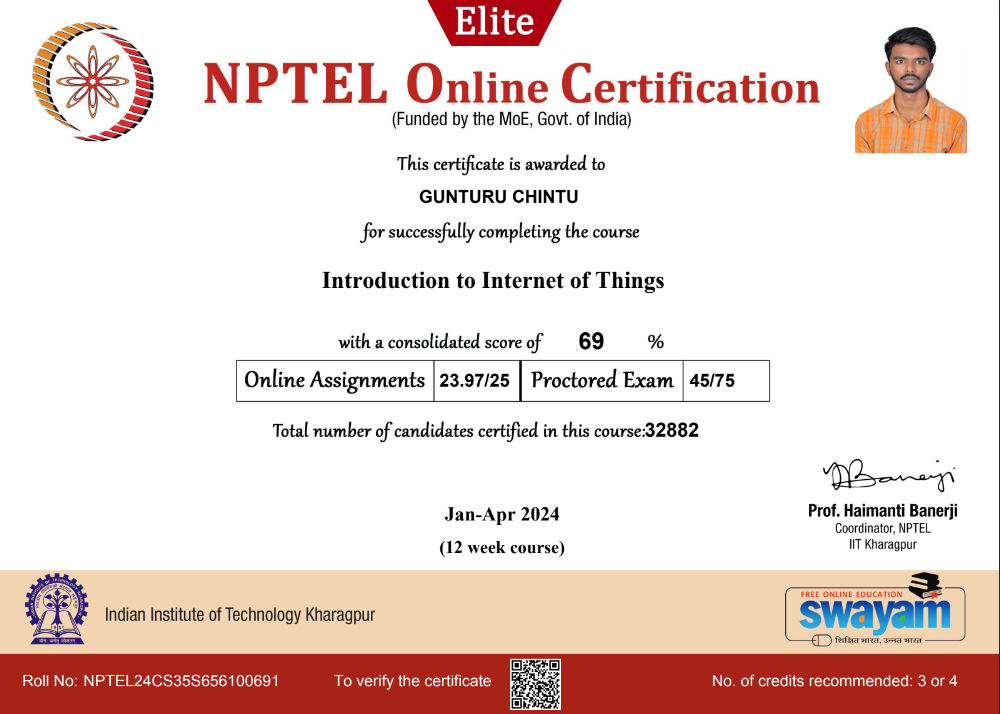 Elite
NPTEL Online Certification
(Funded by the MoE, Govt. of India)
This certificate is awarded to
GUNTURU CHINTU
for successfully completing the course
Introduction to Internet of Things
with a consolidated score of 69 %
Online Assignments 23.97/25 Proctored Exam 45/75
Total number of candidates certified in this course:32882
Jan-Apr 2024
(12 week course)
Prof. Haimanti Banerji
Coordinator, NPTEL
IIT Kharagpur
Indian Institute of Technology Kharagpur
FREE ONLINE EDUCATION
swayam
शिक्षित भारत, उन्नत भारत
Roll No: NPTEL24CS35S656100691
To verify the certificate
No. of credits recommended: 3 or 4